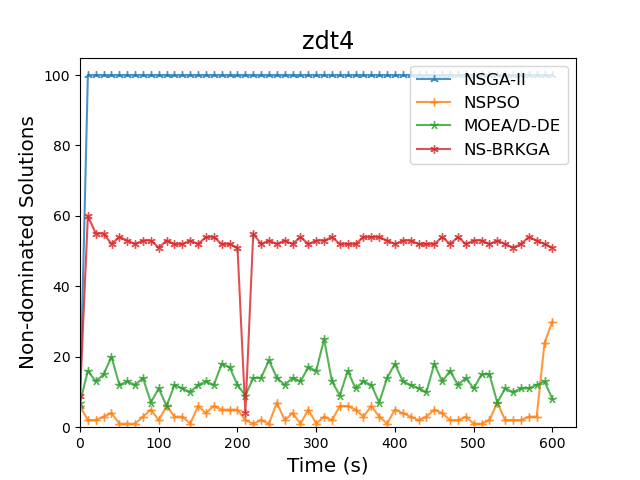 zdt4
Non-dominated Solutions
100
80
60
40
20
0
0 100 200 300 400 500 600
Time (s)
NSGA-II
NSPSO
MOEA/D-DE
NS-BRKGA